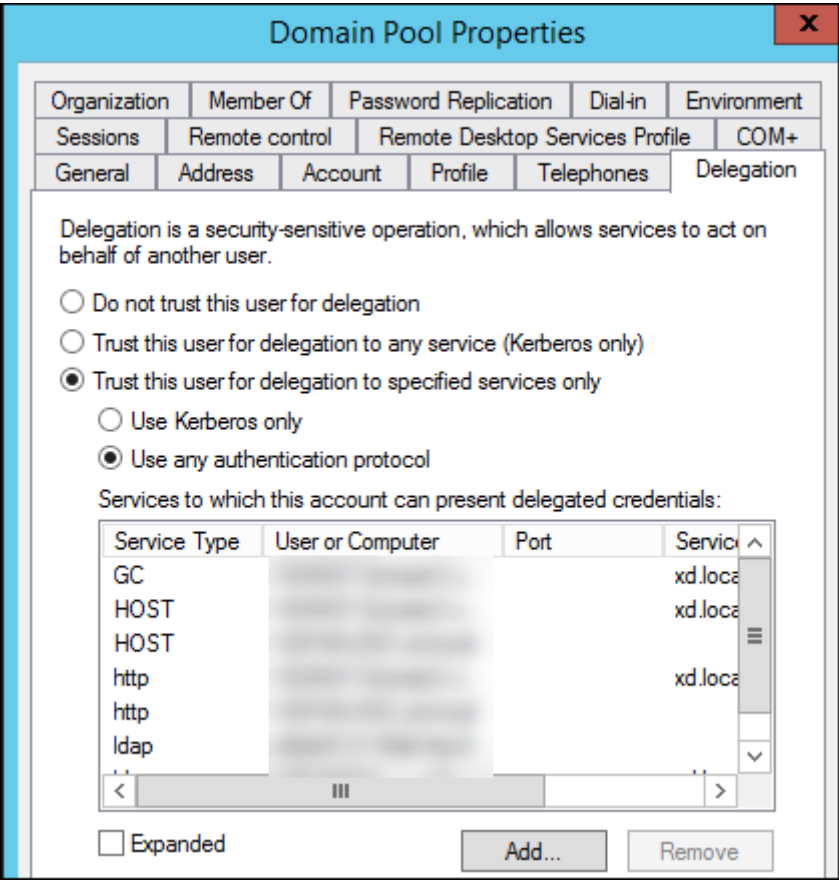 Domain Pool Properties
x
Organization Member Of Password Replication Dial-in Environment
Sessions Remote control Remote Desktop Services Profile COM+
General Address Account Profile Telephones Delegation
Delegation is a security-sensitive operation, which allows services to act on
behalf of another user.
Do not trust this user for delegation
Trust this user for delegation to any service (Kerberos only)
Trust this user for delegation to specified services only
Use Kerberos only
Use any authentication protocol
Services to which this account can present delegated credentials:
Service Type User or Computer Port Servic
GC xd.loca
HOST xd.loca
HOST
http xd.loca
http
ldap
Expanded Add... Remove